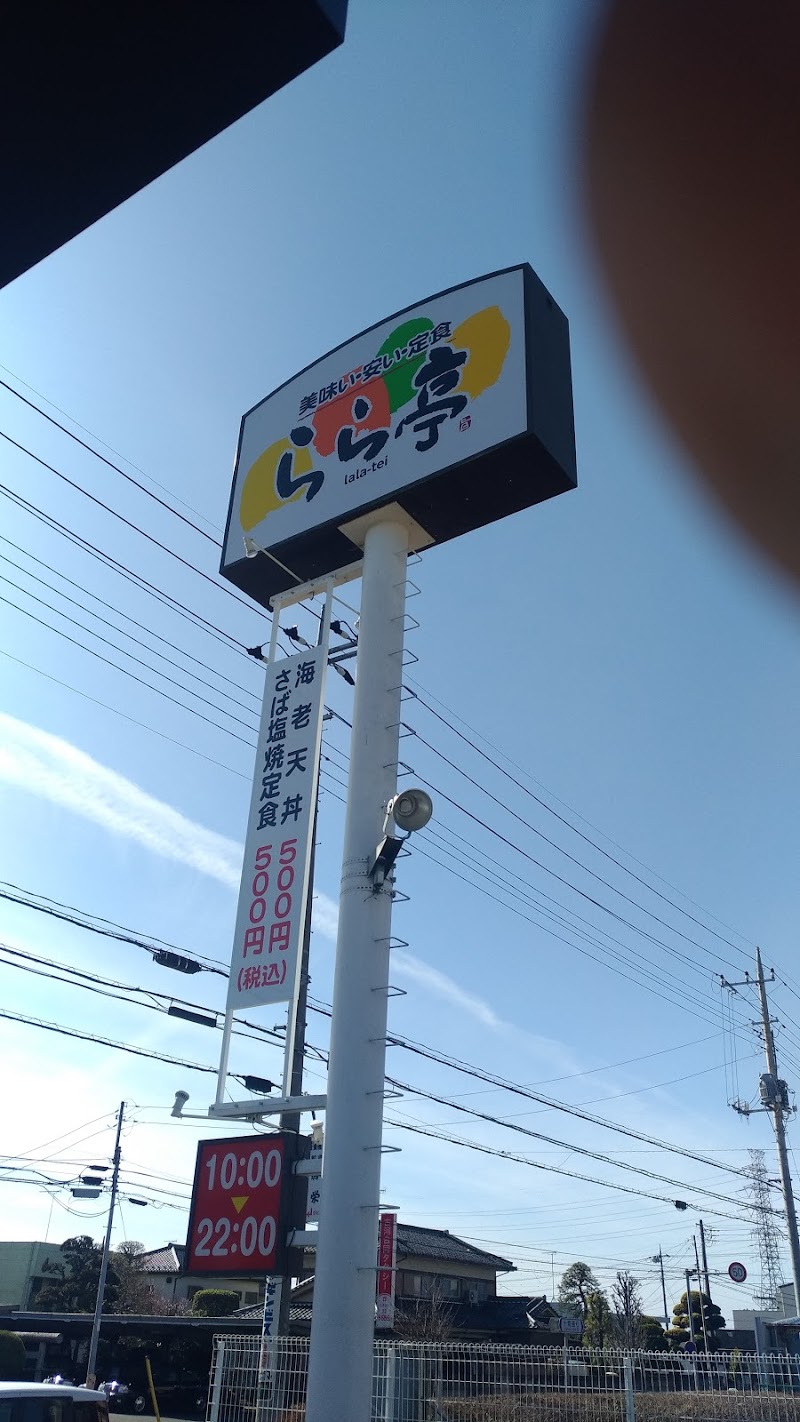 美味い・安い・定食
らら亭
lala-tei
海老天丼 500円
さば塩焼定食 500円
(税込)
10:00
22:00